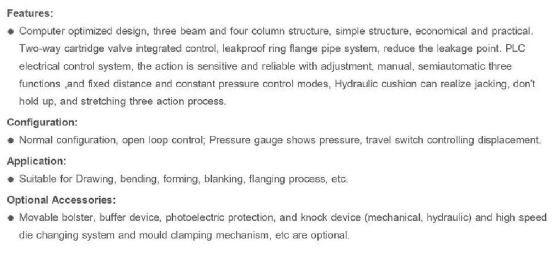 Features:
● Computer optimized design, three beam and four column structure, simple structure, economical and practical.
Two-way cartridge valve integrated control, leakproof ring flange pipe system, reduce the leakage point. PLC
electrical control system, the action is sensitive and reliable with adjustment, manual, semiautomatic three
functions ,and fixed distance and constant pressure control modes, Hydraulic cushion can realize jacking, don't
hold up, and stretching three action process.
Configuration:
● Normal configuration, open loop control; Pressure gauge shows pressure, travel switch controlling displacement.
Application:
● Suitable for Drawing, bending, forming, blanking, flanging process, etc.
Optional Accessories:
● Movable bolster, buffer device, photoelectric protection, and knock device (mechanical, hydraulic) and high speed
die changing system and mould clamping mechanism, etc are optional.